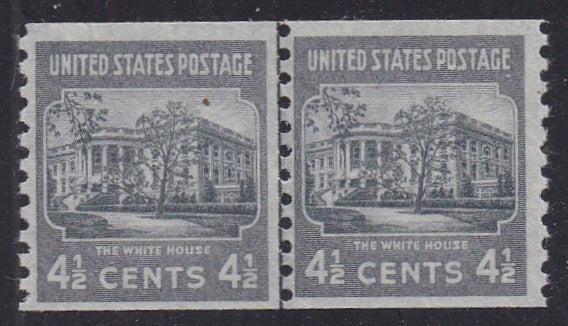 UNITED STATES POSTAGE
THE WHITE HOUSE
4½ CENTS 4½
UNITED STATES POSTAGE
THE WHITE HOUSE
4½ CENTS 4½